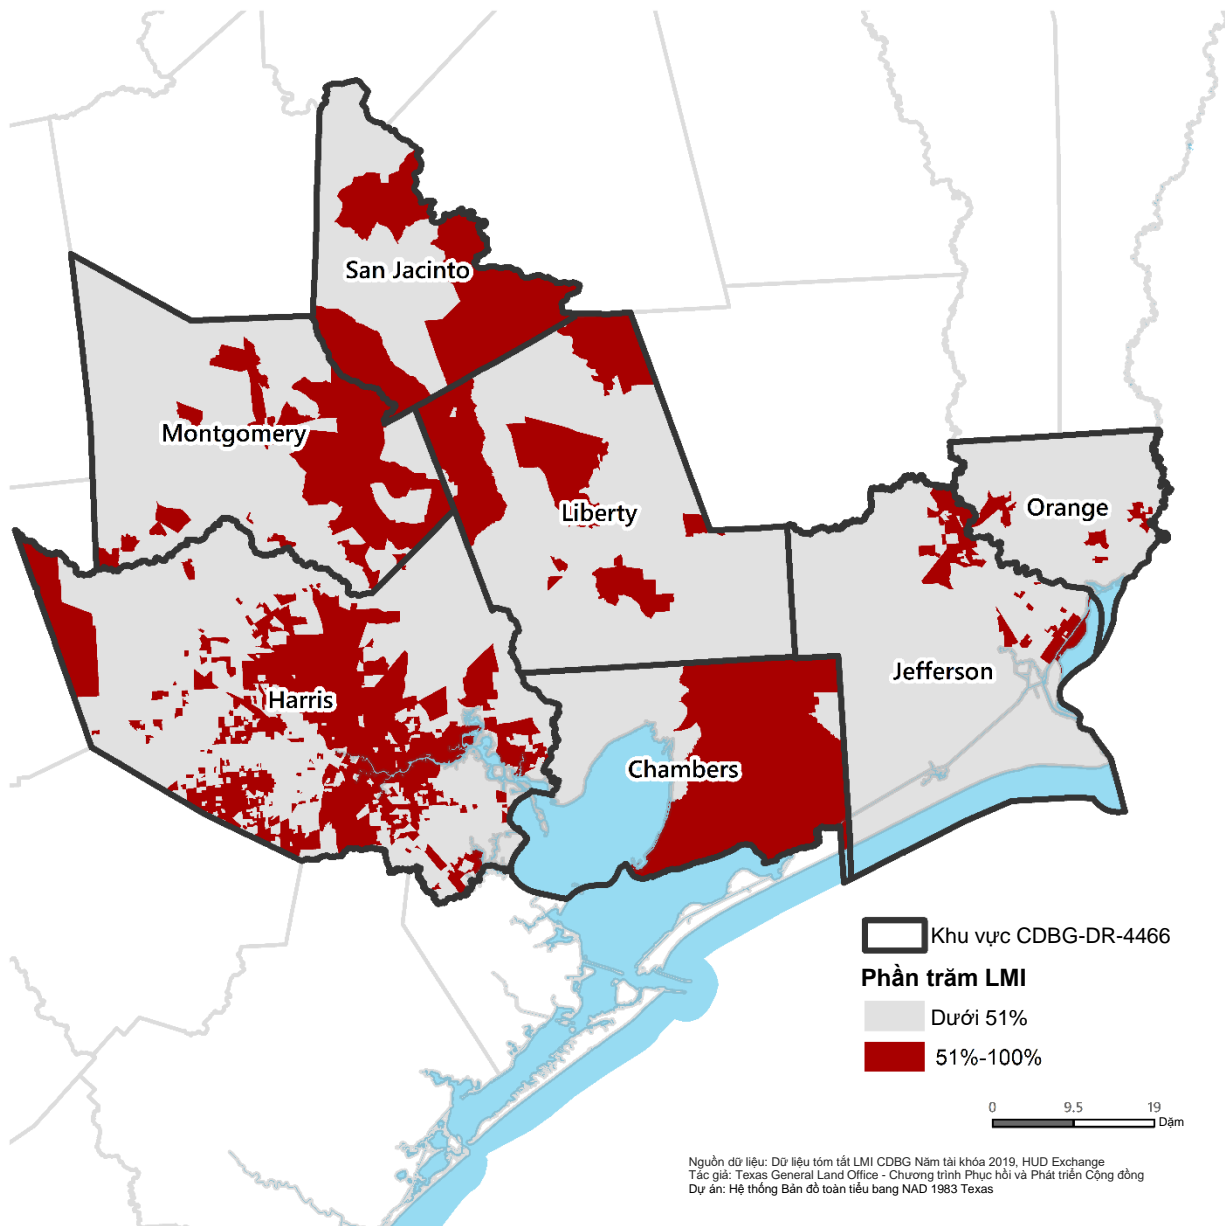 San Jacinto
Montgomery
Liberty
Orange
Harris
Jefferson
Chambers
Khu vực CDBG-DR-4466
Phần trăm LMI
Dưới 51%
51%-100%
0 9.5 19
Dặm
Nguồn dữ liệu: Dữ liệu tóm tắt LMI CDBG Năm tài khóa 2019, HUD Exchange
Tác giả: Texas General Land Office - Chương trình Phục hồi và Phát triển Cộng đồng
Dự án: Hệ thống Bản đồ toàn tiểu bang NAD 1983 Texas